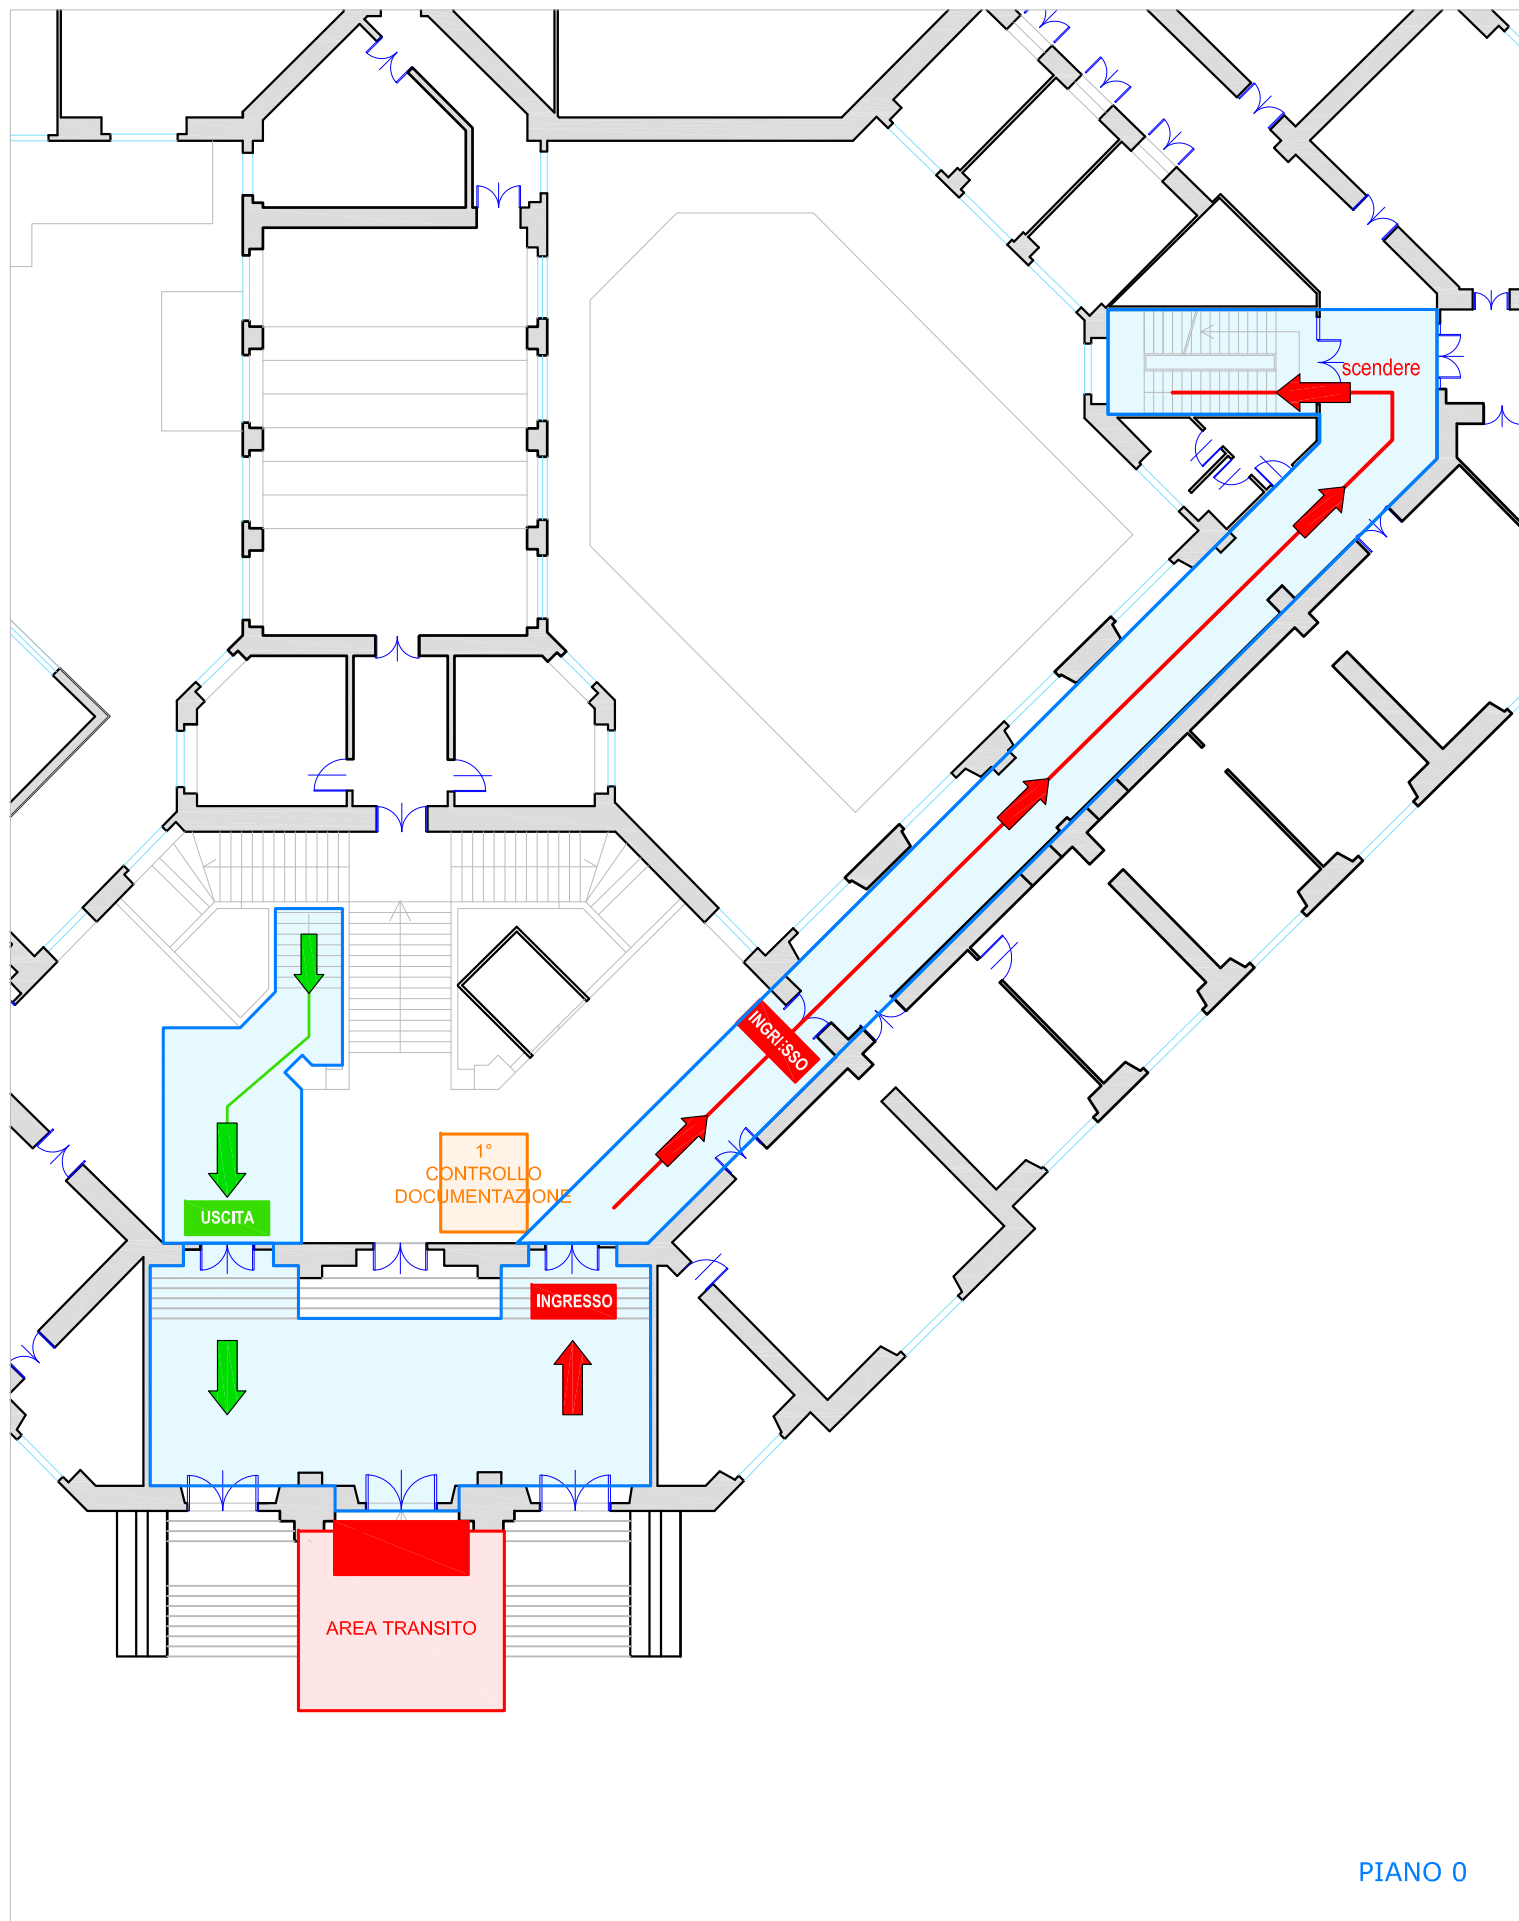 scendere
INGRESSO
1°
CONTROLLO
DOCUMENTAZIONE
USCITA
INGRESSO
AREA TRANSITO
PIANO 0